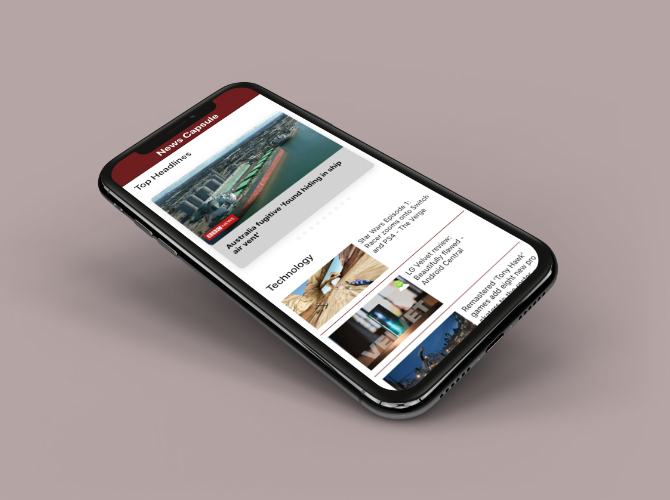 News Capsule
Top Headlines
BBC NEWS
Australia fugitive 'found hiding in ship
air vent'
Technology
Star Wars Episode 1:
Racer zooms onto Switch
and PS4 - The Verge
LG Velvet review:
Beautifully flawed -
Android Central
VELVET
Remastered 'Tony Hawk'
games add eight new pro